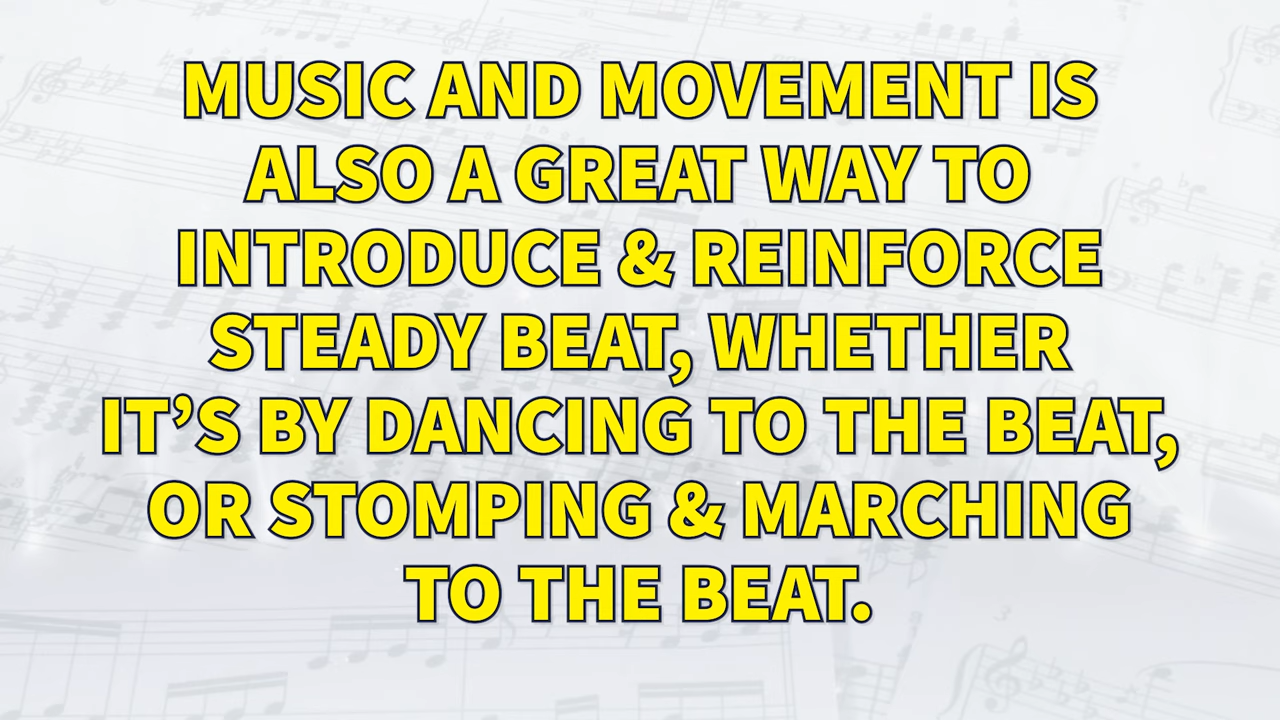 MUSIC AND MOVEMENT IS
ALSO A GREAT WAY TO
INTRODUCE & REINFORCE
STEADY BEAT, WHETHER
IT’S BY DANCING TO THE BEAT,
OR STOMPING & MARCHING
TO THE BEAT.